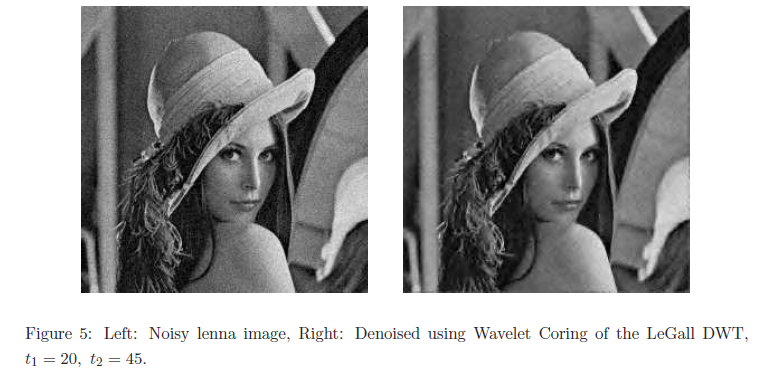 Figure 5: Left: Noisy lenna image, Right: Denoised using Wavelet Coring of the LeGall DWT,
t₁ = 20, t₂ = 45.